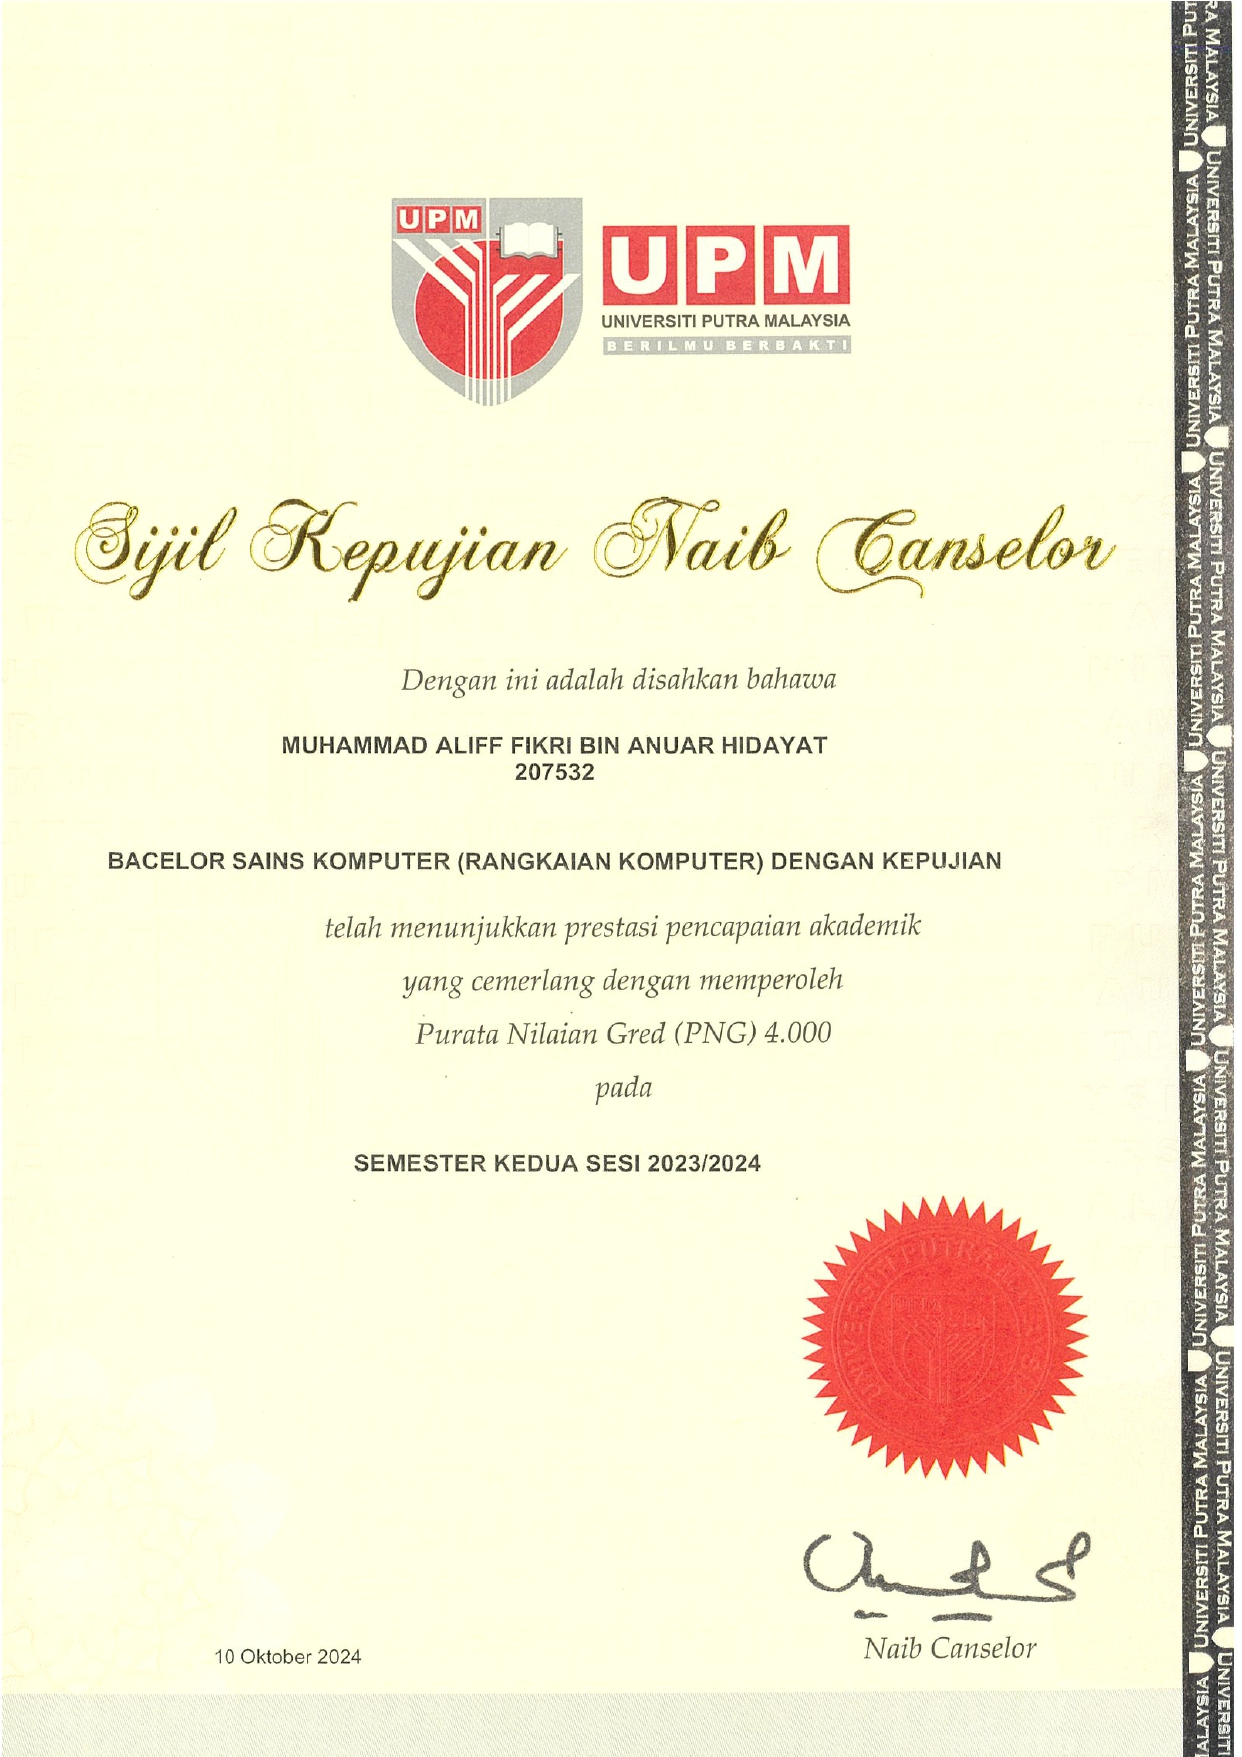 UPM
UPM
UNIVERSITI PUTRA MALAYSIA
BERILMU BERBAKTI
Sijil Kepujian Naib Canselor
Dengan ini adalah disahkan bahawa
MUHAMMAD ALIFF FIKRI BIN ANUAR HIDAYAT
207532
BACELOR SAINS KOMPUTER (RANGKAIAN KOMPUTER) DENGAN KEPUJIAN
telah menunjukkan prestasi pencapaian akademik
yang cemerlang dengan memperoleh
Purata Nilaian Gred (PNG) 4.000
pada
SEMESTER KEDUA SESI 2023/2024
UNIVERSITI PUTRA MALAYSIA
UPM
Naib Canselor
10 Oktober 2024
UNIVERSITI PUTRA MALAYSIA UNIVERSITI PUTRA MALAYSIA UNIVERSITI PUTRA MALAYSIA UNIVERSITI PUTRA MALAYSIA UNIVERSITI PUTRA MALAYSIA
UNIVERSITI PUTRA MALAYSIA UNIVERSITI PUTRA MALAYSIA UNIVERSITI PUTRA MALAYSIA UNIVERSITI PUTRA MALAYSIA UNIVERSITI PUTRA MALAYSIA